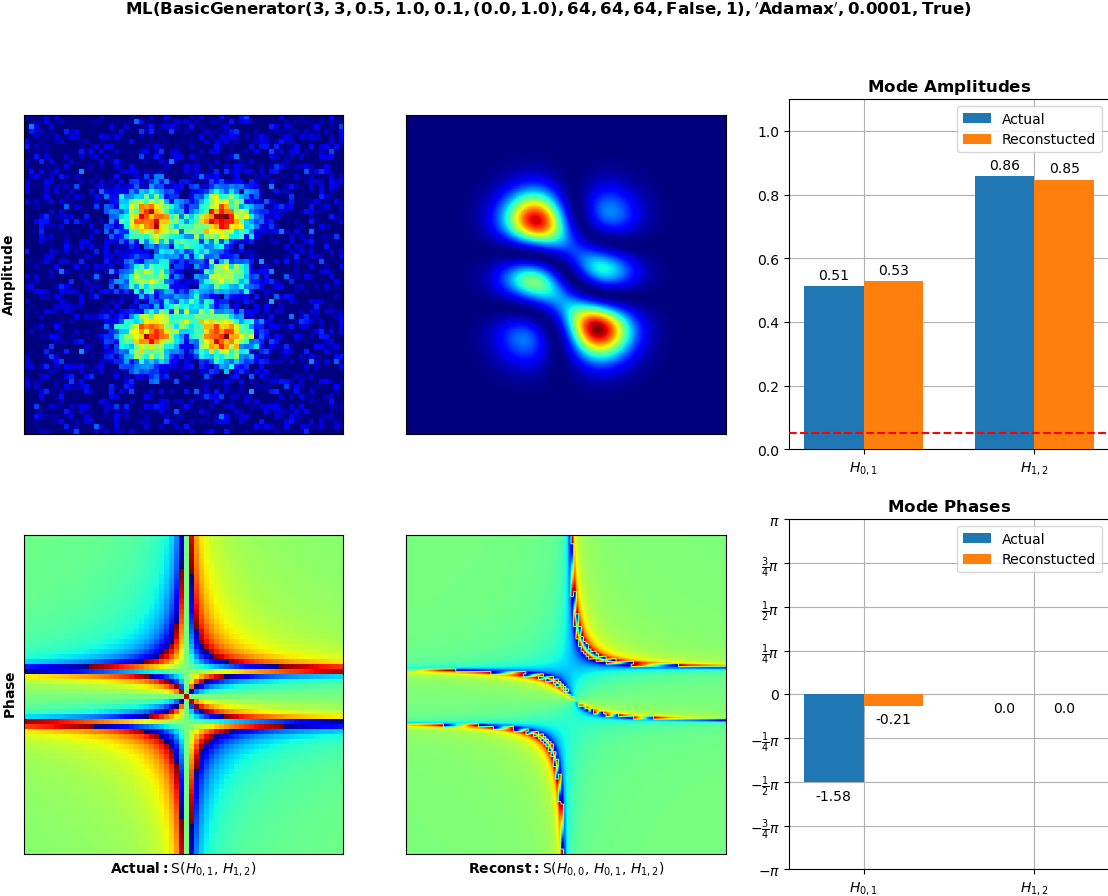 ML(BasicGenerator(3, 3, 0.5, 1.0, 0.1, (0.0, 1.0), 64, 64, 64, False, 1), ′Adamax′, 0.0001, True)
Mode Amplitudes
Actual
Reconstucted
1.0
0.8
0.6
0.4
0.2
0.0
0.51
0.53
0.86
0.85
H0, 1
H1, 2
Amplitude
Mode Phases
Actual
Reconstucted
π
3/4π
1/2π
1/4π
0
−1/4π
−1/2π
−3/4π
−π
-1.58
-0.21
0.0
0.0
H0, 1
H1, 2
Phase
Actual: S(H0, 1, H1, 2)
Reconst: S(H0, 0, H0, 1, H1, 2)